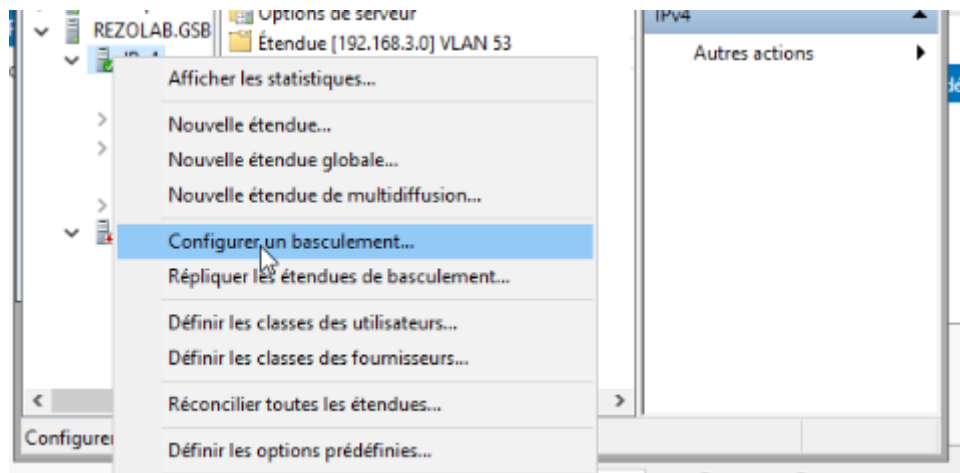 REZOLAB.GSB
Options de serveur
Étendue [192.168.3.0] VLAN 53
IPv4
Autres actions
Afficher les statistiques...
Nouvelle étendue...
Nouvelle étendue globale...
Nouvelle étendue de multidiffusion...
Configurer un basculement...
Répliquer les étendues de basculement...
Définir les classes des utilisateurs...
Définir les classes des fournisseurs...
Réconcilier toutes les étendues...
Définir les options prédéfinies...
Configurer